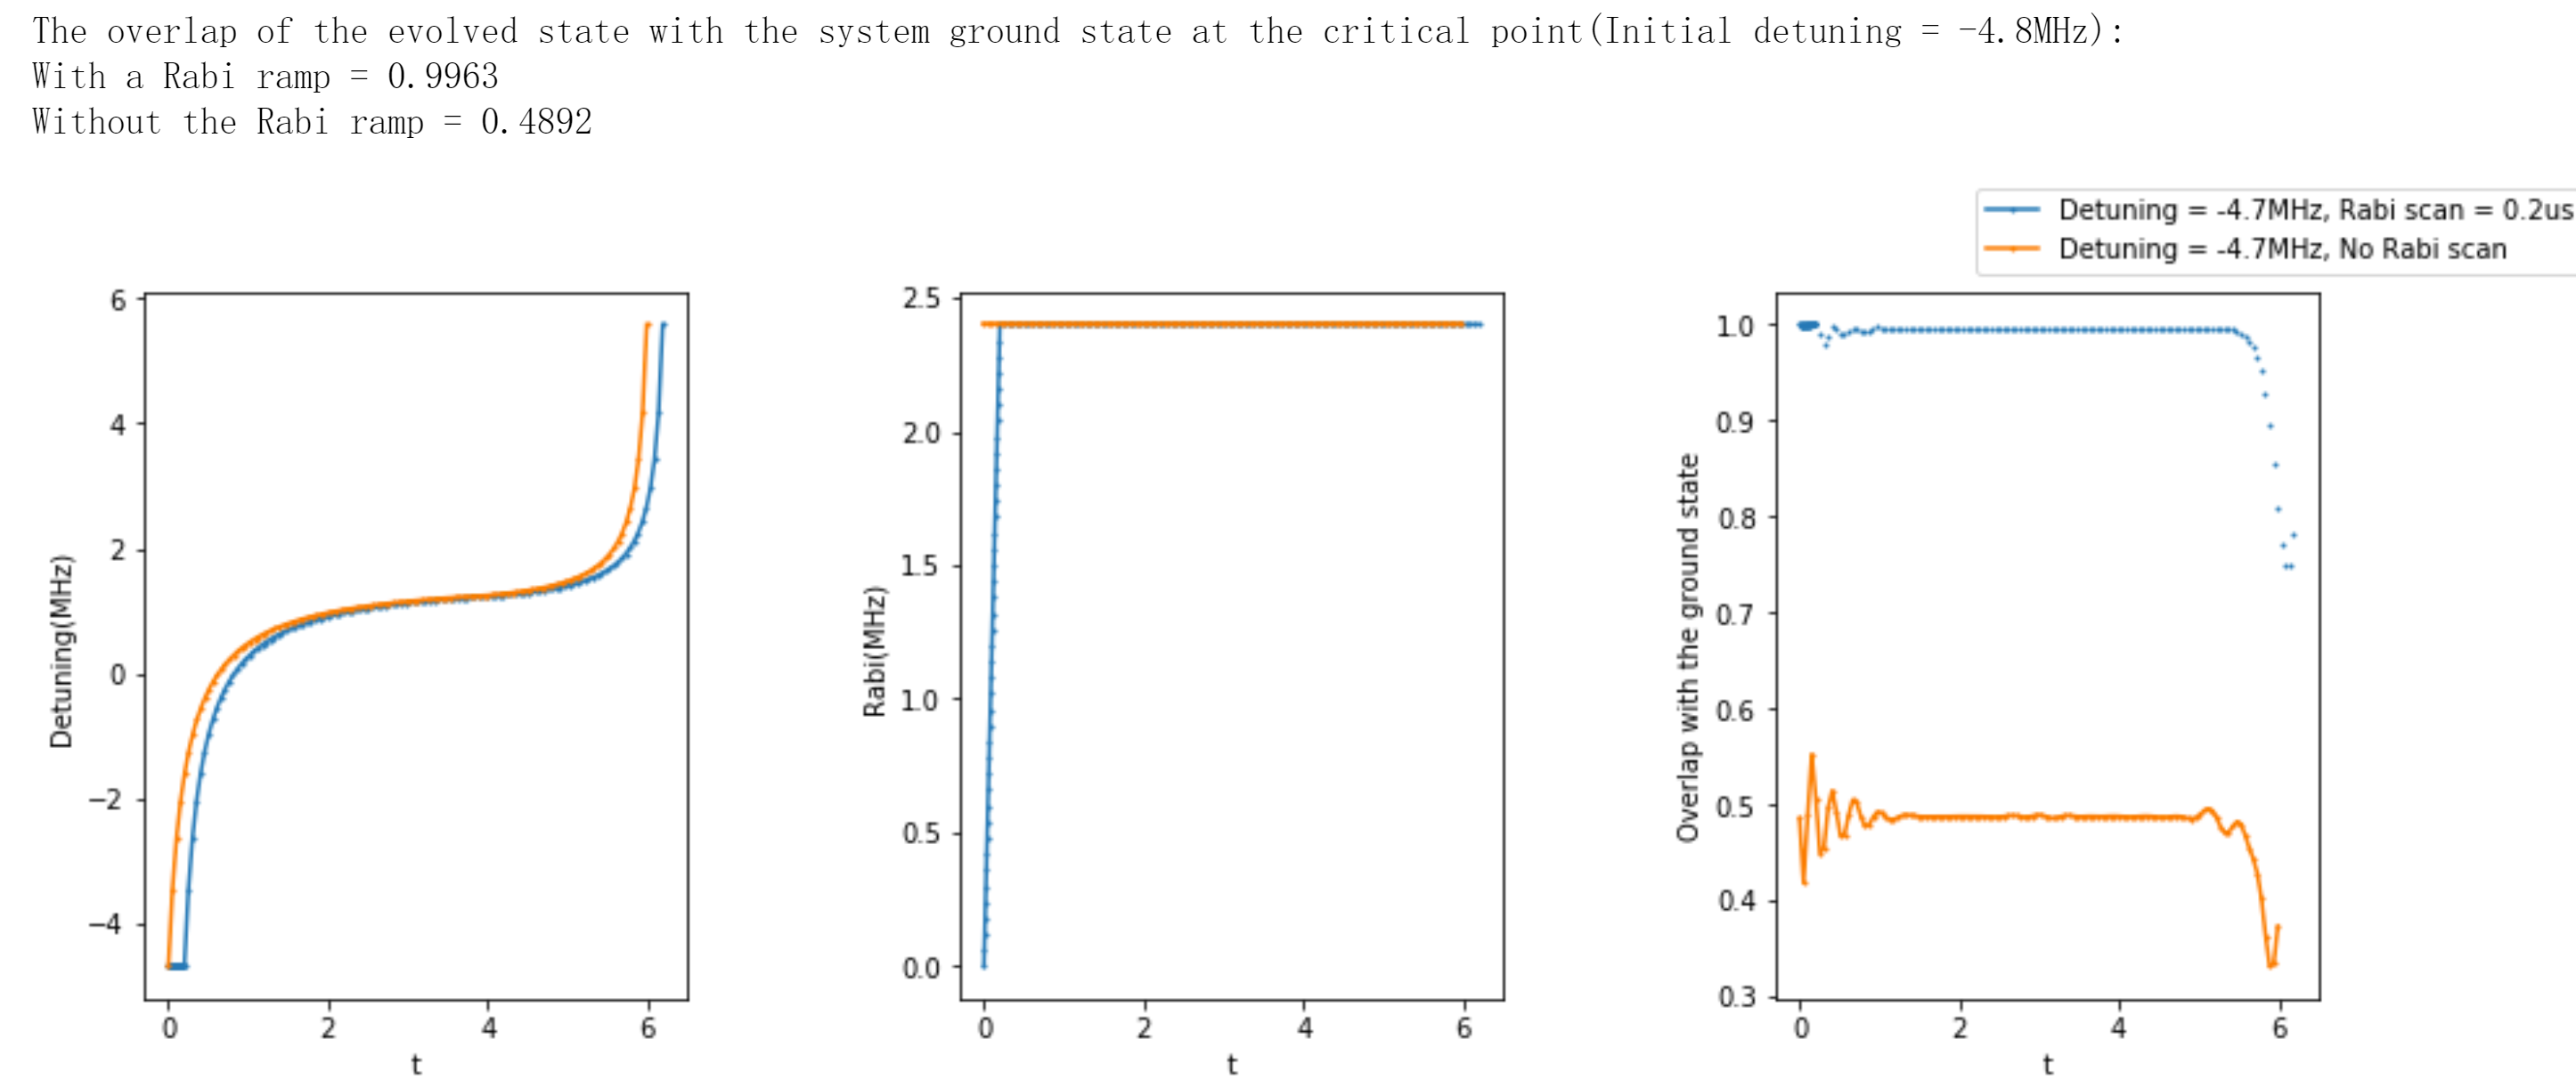 The overlap of the evolved state with the system ground state at the critical point(Initial detuning = -4.8MHz):
With a Rabi ramp = 0.9963
Without the Rabi ramp = 0.4892
Detuning = -4.7MHz, Rabi scan = 0.2us
Detuning = -4.7MHz, No Rabi scan
Detuning(MHz)
6
4
2
0
−2
−4
0 2 4 6
t
Rabi(MHz)
2.5
2.0
1.5
1.0
0.5
0.0
0 2 4 6
t
Overlap with the ground state
1.0
0.9
0.8
0.7
0.6
0.5
0.4
0.3
0 2 4 6
t